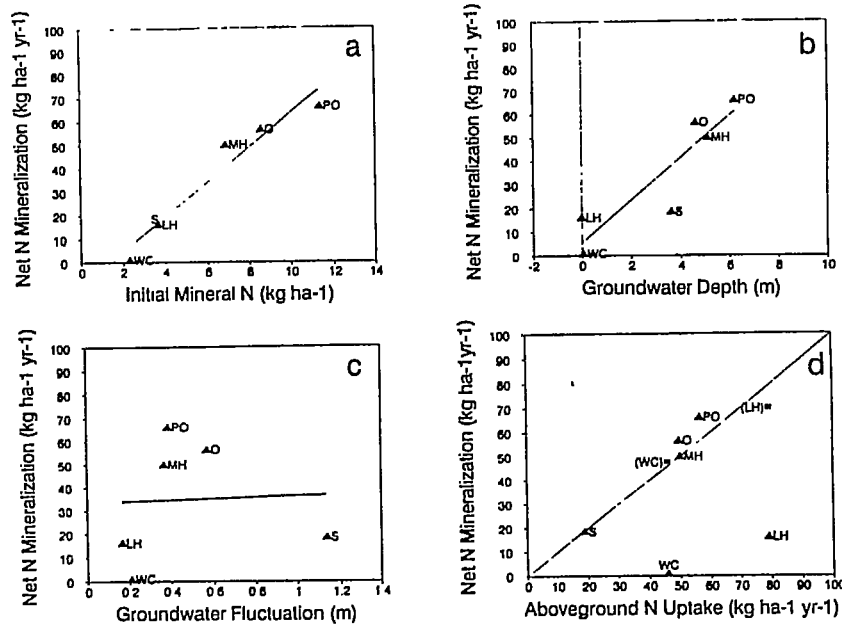 a
Net N Mineralization (kg ha-1 yr-1)
100
90
80
70
60
50
40
30
20
10
0
PO
O
MH
S
LH
WC
0 2 4 6 8 10 12 14
Initial Mineral N (kg ha-1)
b
Net N Mineralization (kg ha-1 yr-1)
100
90
80
70
60
50
40
30
20
10
0
PO
O
MH
LH
S
WC
-2 0 2 4 6 8 10
Groundwater Depth (m)
c
Net N Mineralization (kg ha-1 yr-1)
100
90
80
70
60
50
40
30
20
10
0
PO
O
MH
LH
S
WC
0 0 2 0 4 0 6 0 8 1 1 2 1 4
Groundwater Fluctuation (m)
d
Net N Mineralization (kg ha-1 yr-1)
100
90
80
70
60
50
40
30
20
10
0
(LH)
PO
O
(WC)
MH
S
LH
WC
0 10 20 30 40 50 60 70 80 90 100
Aboveground N Uptake (kg ha-1 yr-1)